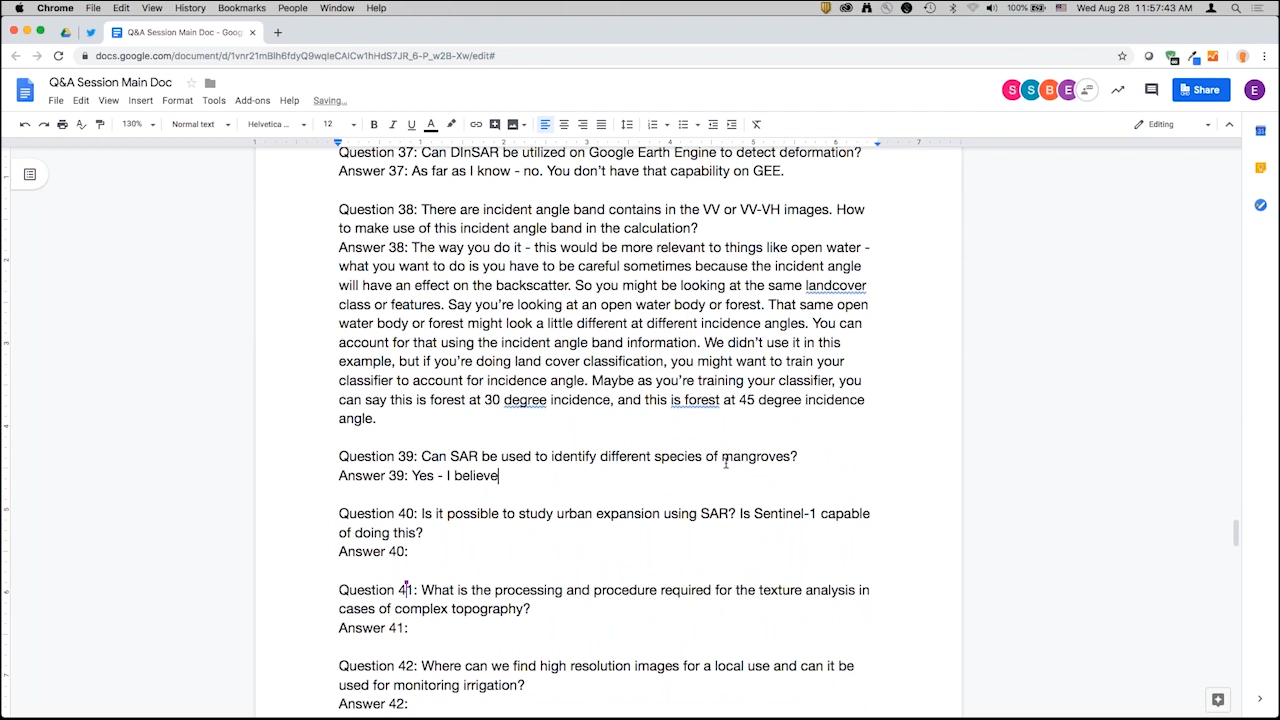 Chrome File Edit View History Bookmarks People Window Help 100% Wed Aug 28 11:57:43 AM
Q&A Session Main Doc - Goog
docs.google.com/document/d/1vnr21mBlh6fdyQ9wqIeCAICw1hHdS7JR_6-P_w2B-Xw/edit#
Q&A Session Main Doc
File Edit View Insert Format Tools Add-ons Help Saving...
S S B E Share E
130% Normal text Helvetica ... 12 B I U A Editing
1 1 2 3 4 5 6 7
Question 37: Can DInSAR be utilized on Google Earth Engine to detect deformation?
Answer 37: As far as I know - no. You don't have that capability on GEE.
Question 38: There are incident angle band contains in the VV or VV-VH images. How
to make use of this incident angle band in the calculation?
Answer 38: The way you do it - this would be more relevant to things like open water -
what you want to do is you have to be careful sometimes because the incident angle
will have an effect on the backscatter. So you might be looking at the same landcover
class or features. Say you're looking at an open water body or forest. That same open
water body or forest might look a little different at different incidence angles. You can
account for that using the incident angle band information. We didn't use it in this
example, but if you're doing land cover classification, you might want to train your
classifier to account for incidence angle. Maybe as you're training your classifier, you
can say this is forest at 30 degree incidence, and this is forest at 45 degree incidence
angle.
Question 39: Can SAR be used to identify different species of mangroves?
Answer 39: Yes - I believe
Question 40: Is it possible to study urban expansion using SAR? Is Sentinel-1 capable
of doing this?
Answer 40:
Question 41: What is the processing and procedure required for the texture analysis in
cases of complex topography?
Answer 41:
Question 42: Where can we find high resolution images for a local use and can it be
used for monitoring irrigation?
Answer 42: